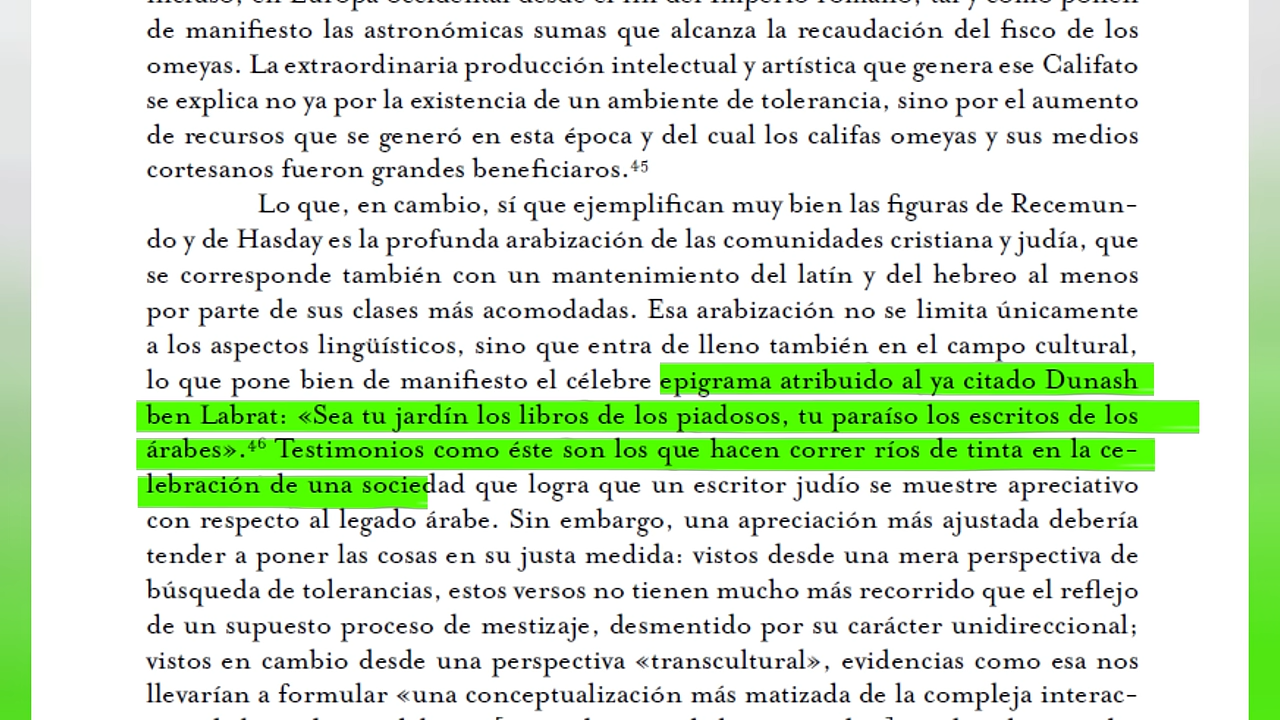 incluso, en Europa occidental desde el fin del Imperio romano, tal y como ponen
de manifiesto las astronómicas sumas que alcanza la recaudación del fisco de los
omeyas. La extraordinaria producción intelectual y artística que genera ese Califato
se explica no ya por la existencia de un ambiente de tolerancia, sino por el aumento
de recursos que se generó en esta época y del cual los califas omeyas y sus medios
cortesanos fueron grandes beneficiaros.⁴⁵
Lo que, en cambio, sí que ejemplifican muy bien las figuras de Recemun-
do y de Hasday es la profunda arabización de las comunidades cristiana y judía, que
se corresponde también con un mantenimiento del latín y del hebreo al menos
por parte de sus clases más acomodadas. Esa arabización no se limita únicamente
a los aspectos lingüísticos, sino que entra de lleno también en el campo cultural,
lo que pone bien de manifiesto el célebre epigrama atribuido al ya citado Dunash
ben Labrat: «Sea tu jardín los libros de los piadosos, tu paraíso los escritos de los
árabes».⁴⁶ Testimonios como éste son los que hacen correr ríos de tinta en la ce-
lebración de una sociedad que logra que un escritor judío se muestre apreciativo
con respecto al legado árabe. Sin embargo, una apreciación más ajustada debería
tender a poner las cosas en su justa medida: vistos desde una mera perspectiva de
búsqueda de tolerancias, estos versos no tienen mucho más recorrido que el reflejo
de un supuesto proceso de mestizaje, desmentido por su carácter unidireccional;
vistos en cambio desde una perspectiva «transcultural», evidencias como esa nos
llevarían a formular «una conceptualización más matizada de la compleja interac-